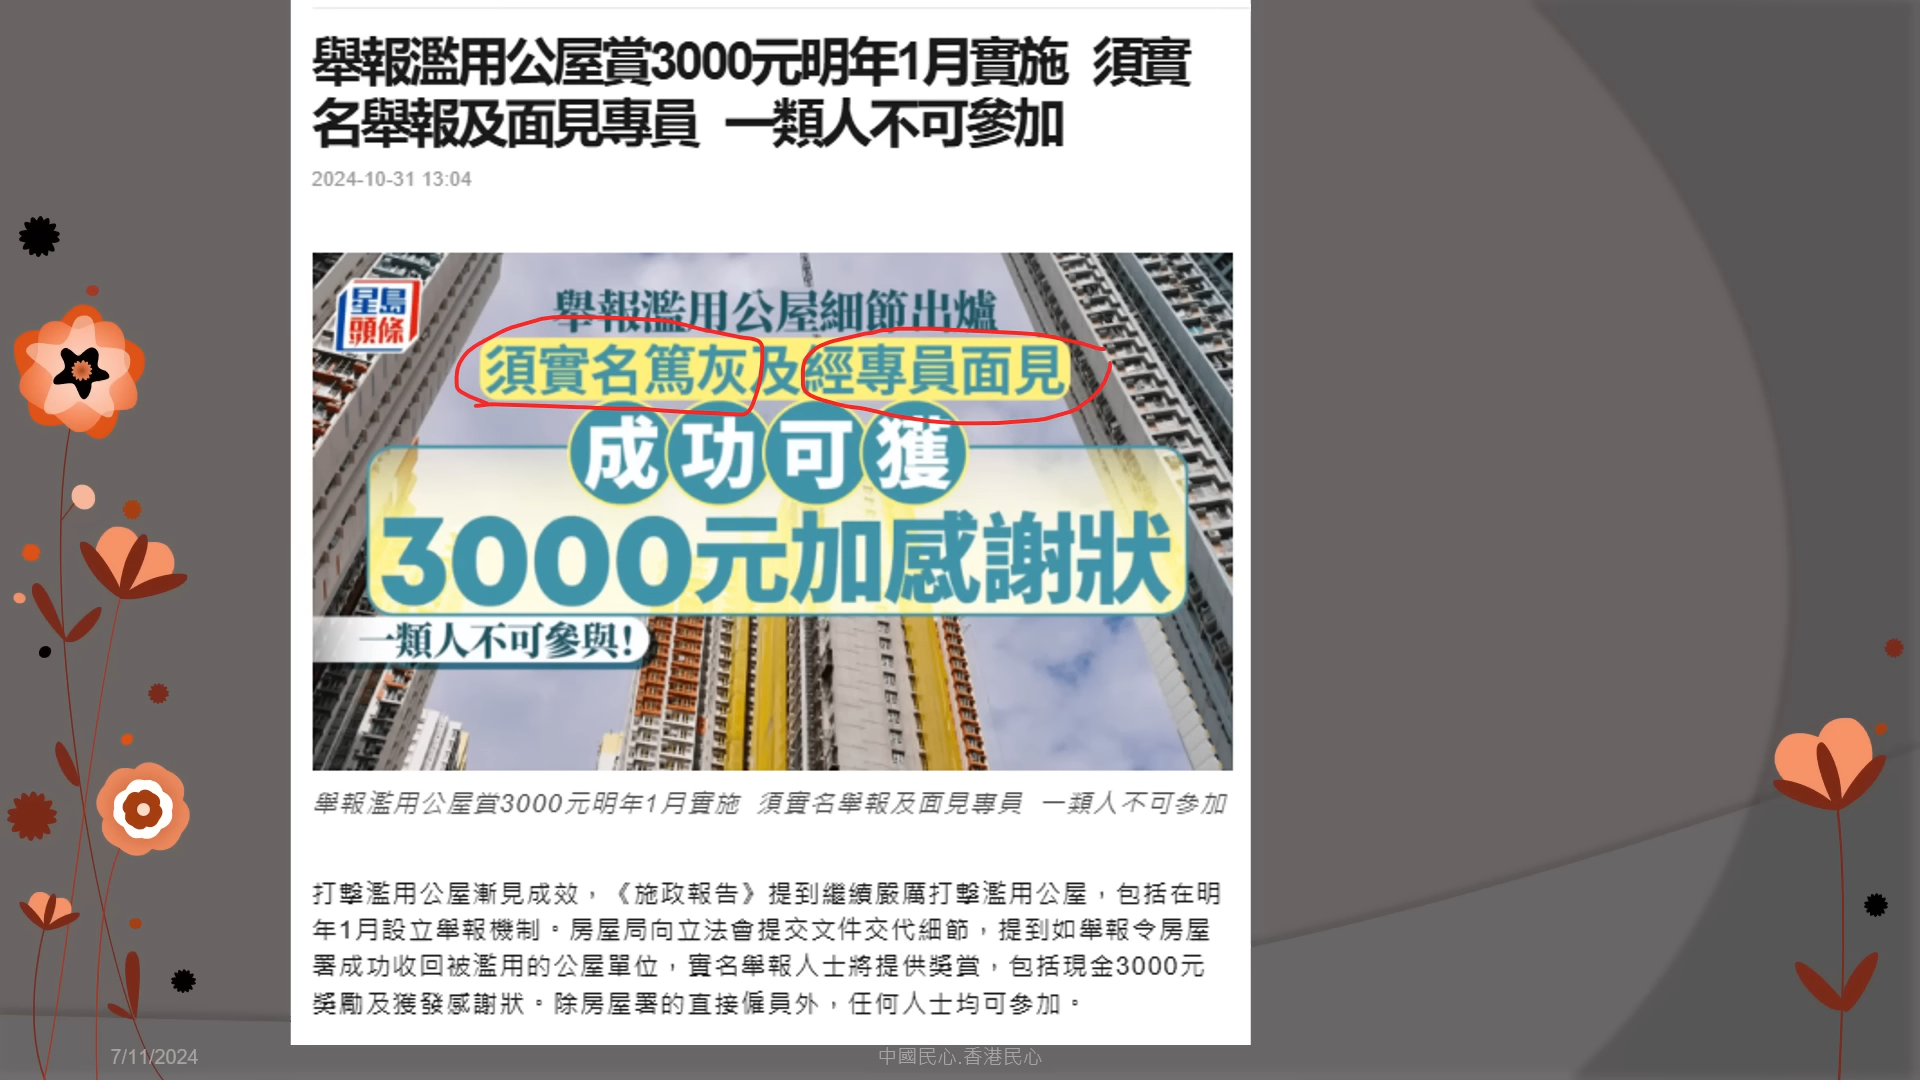 舉報濫用公屋賞3000元明年1月實施 須實
名舉報及面見專員 一類人不可參加
2024-10-31 13:04
星島
頭條
舉報濫用公屋細節出爐
須實名篤灰及經專員面見
成功可獲
3000元加感謝狀
一類人不可參與!
舉報濫用公屋賞3000元明年1月實施 須實名舉報及面見專員 一類人不可參加
打擊濫用公屋漸見成效，《施政報告》提到繼續嚴厲打擊濫用公屋，包括在明
年1月設立舉報機制。房屋局向立法會提交文件交代細節，提到如舉報令房屋
署成功收回被濫用的公屋單位，實名舉報人士將提供獎賞，包括現金3000元
獎勵及獲發感謝狀。除房屋署的直接僱員外，任何人士均可參加。
7/11/2024
中國民心.香港民心